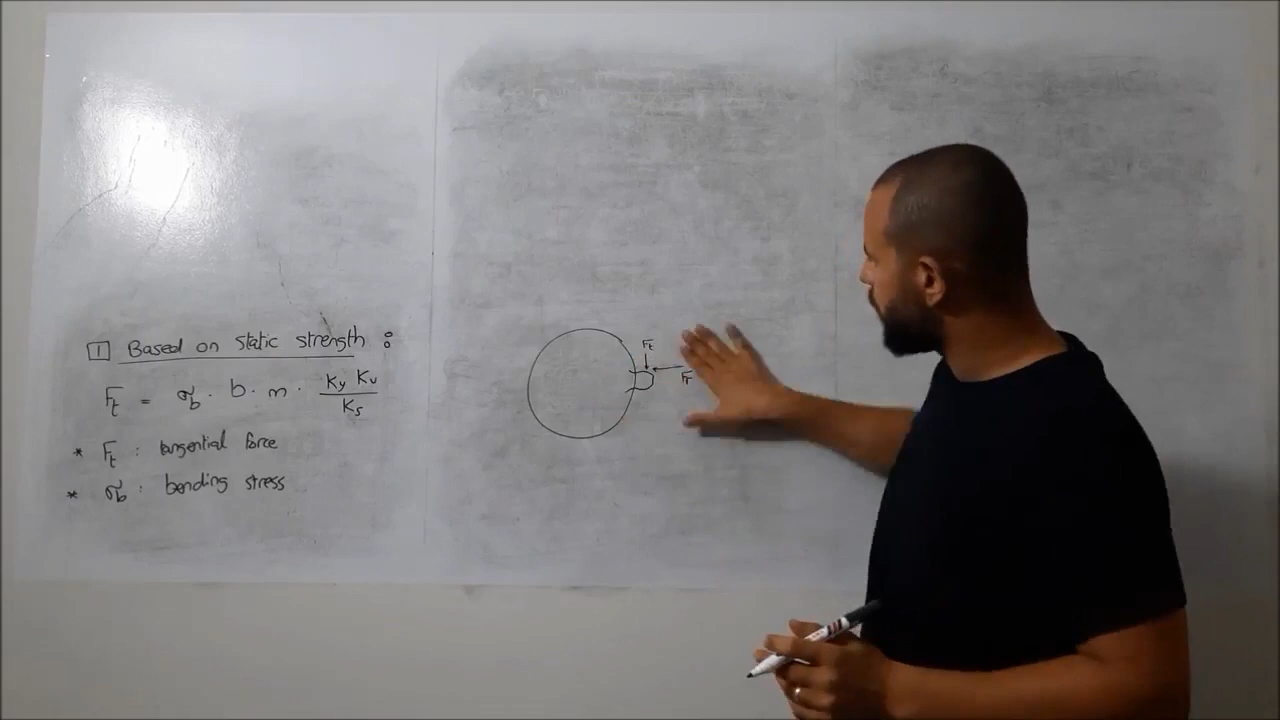 1 Based on static strength :
Ft = σb · b · m · Ky Kv / Ks
* Ft : tangential force
* σb : bending stress
Ft
Fr